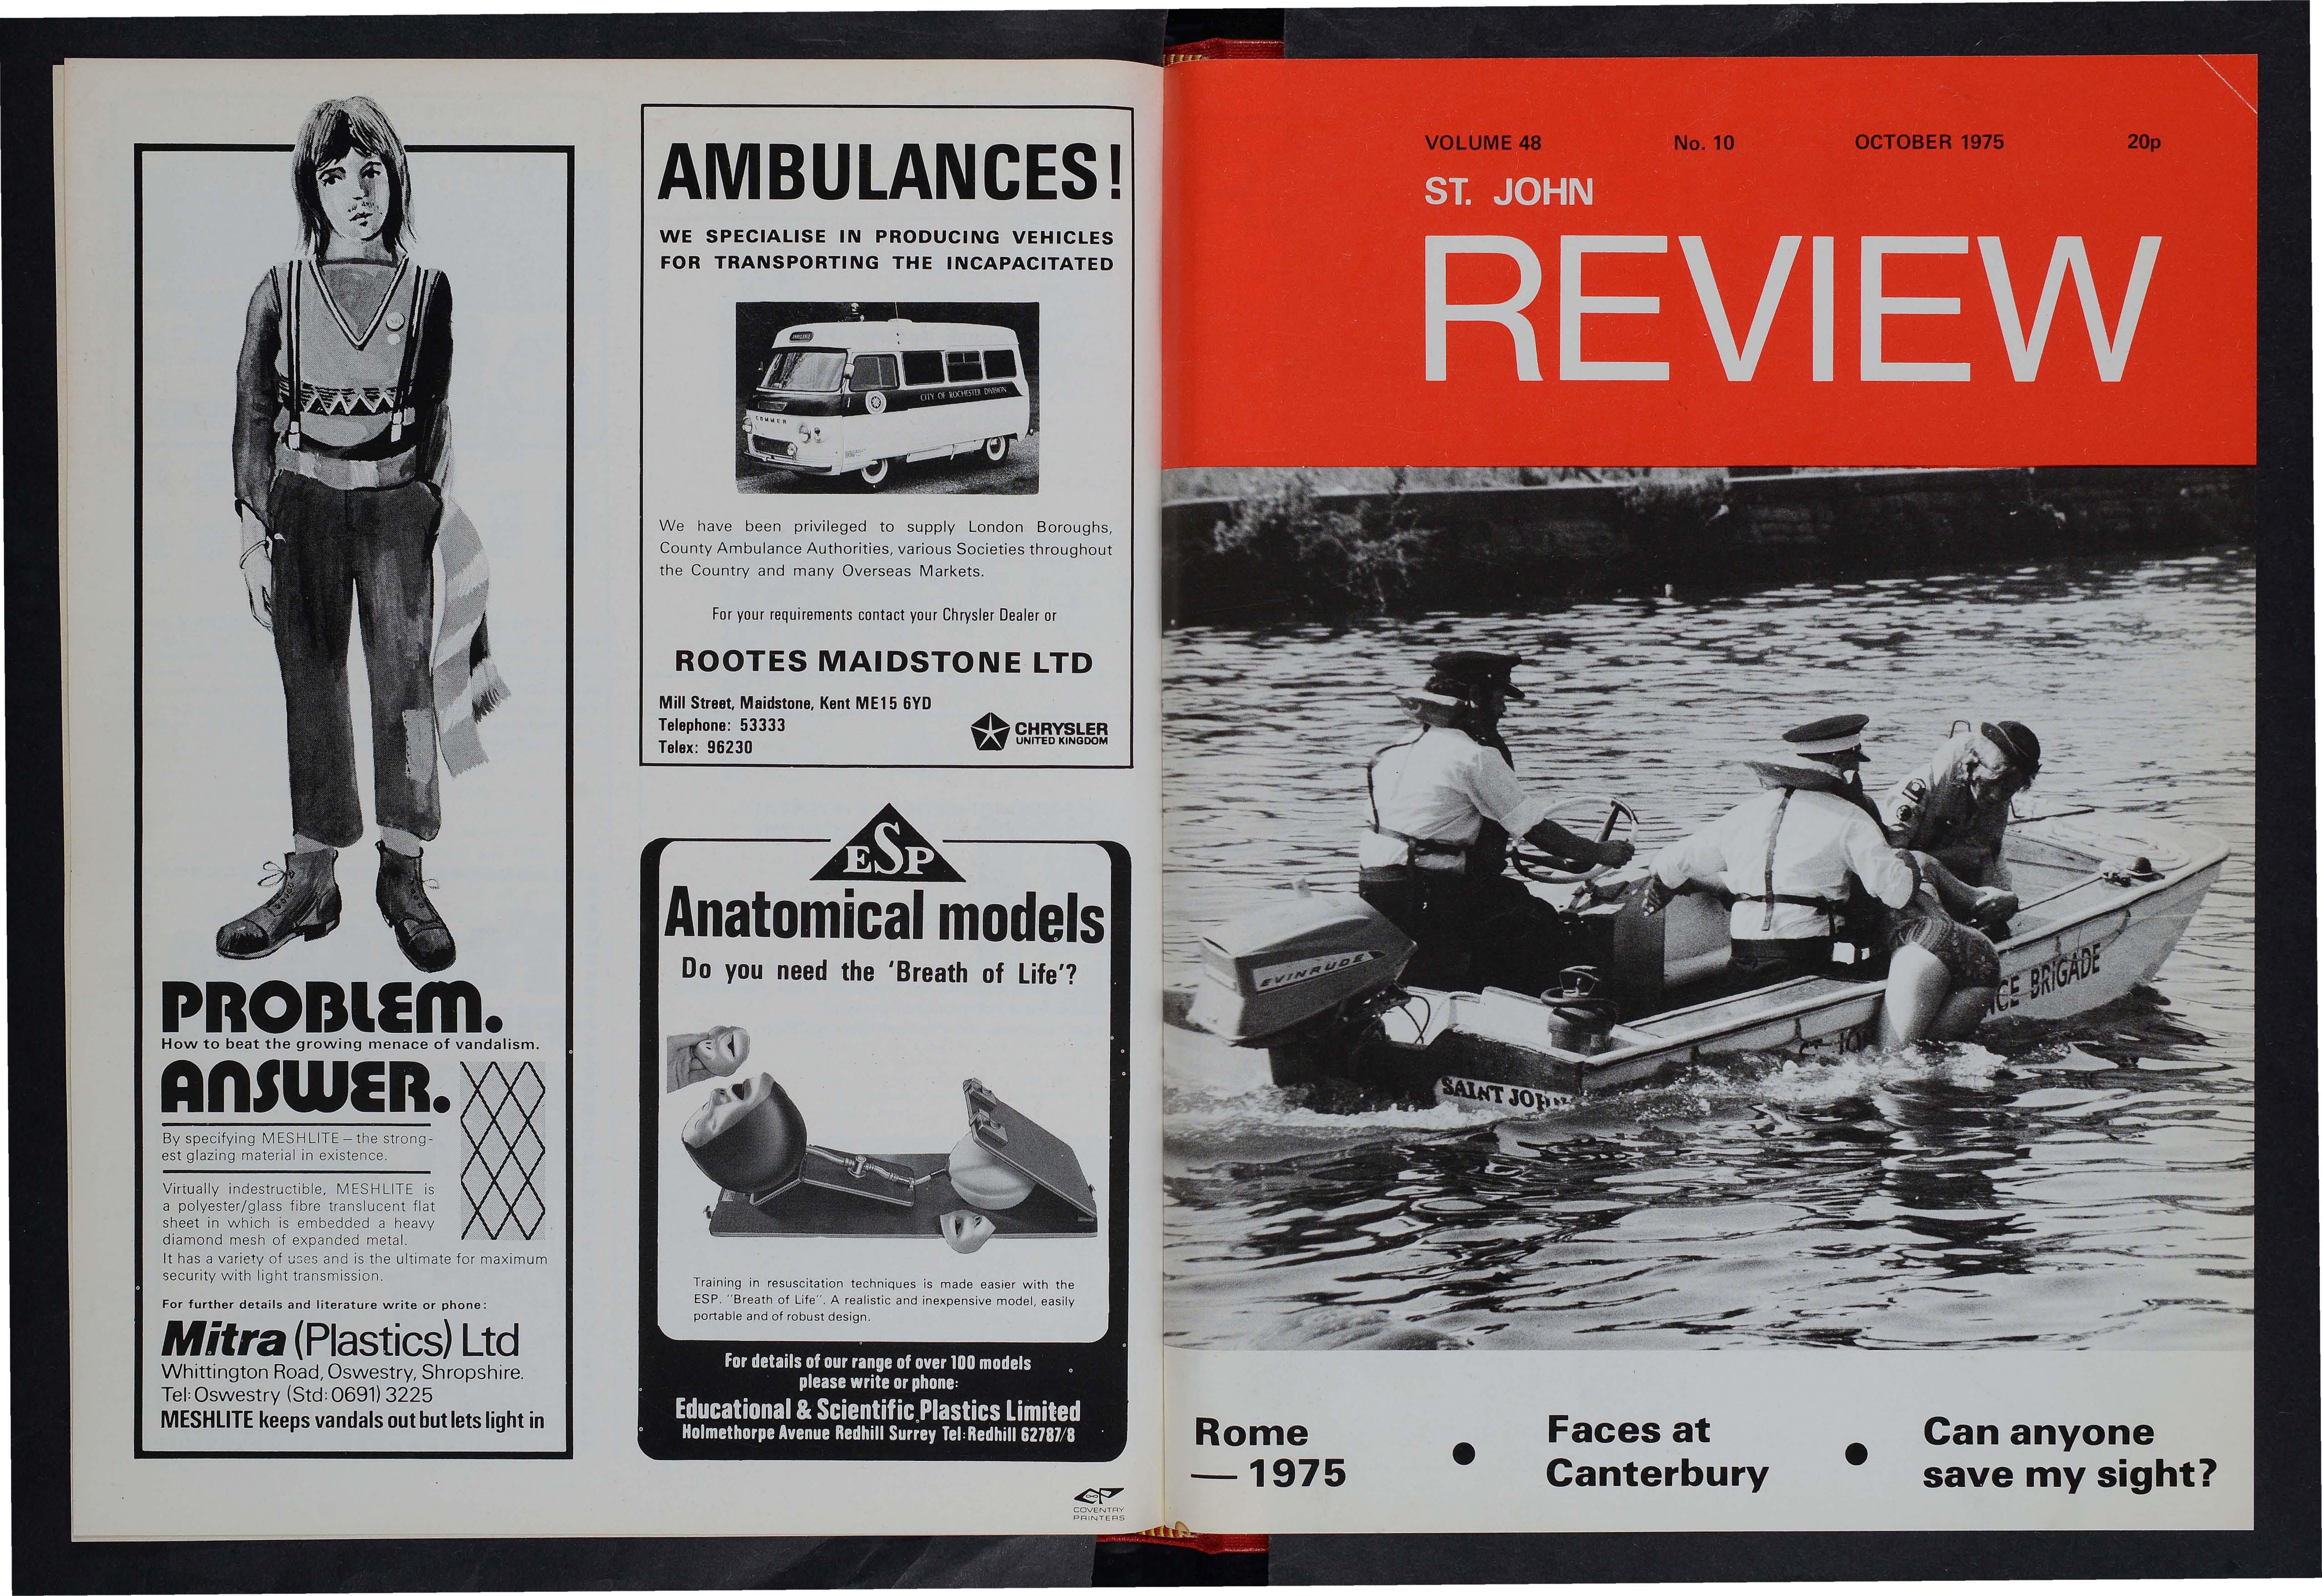 PROBLEM.
How to beat the growing menace of vandalism.
ANSWER.
By specifying MESHLITE – the strong-
est glazing material in existence.
Virtually indestructible, MESHLITE is
a polyester/glass fibre translucent flat
sheet in which is embedded a heavy
diamond mesh of expanded metal.
It has a variety of uses and is the ultimate for maximum
security with light transmission.
For further details and literature write or phone:
Mitra (Plastics) Ltd
Whittington Road, Oswestry, Shropshire.
Tel: Oswestry (Std: 0691) 3225
MESHLITE keeps vandals out but lets light in
AMBULANCES!
WE SPECIALISE IN PRODUCING VEHICLES
FOR TRANSPORTING THE INCAPACITATED
AMBULANCE
CITY OF ROCHESTER DIVISION
COMMER
We have been privileged to supply London Boroughs,
County Ambulance Authorities, various Societies throughout
the Country and many Overseas Markets.
For your requirements contact your Chrysler Dealer or
ROOTES MAIDSTONE LTD
Mill Street, Maidstone, Kent ME15 6YD
Telephone: 53333
Telex: 96230
CHRYSLER
UNITED KINGDOM
ESP
Anatomical models
Do you need the 'Breath of Life'?
Training in resuscitation techniques is made easier with the
ESP. "Breath of Life". A realistic and inexpensive model, easily
portable and of robust design.
For details of our range of over 100 models
please write or phone:
Educational & Scientific Plastics Limited
Holmethorpe Avenue Redhill Surrey Tel: Redhill 62787/8
COVENTRY
PRINTERS
VOLUME 48 No. 10 OCTOBER 1975 20p
ST. JOHN
REVIEW
EVINRUDE
NCE BRIGADE
ST JO
SAINT JOHN
Rome
— 1975
• Faces at
Canterbury
• Can anyone
save my sight?